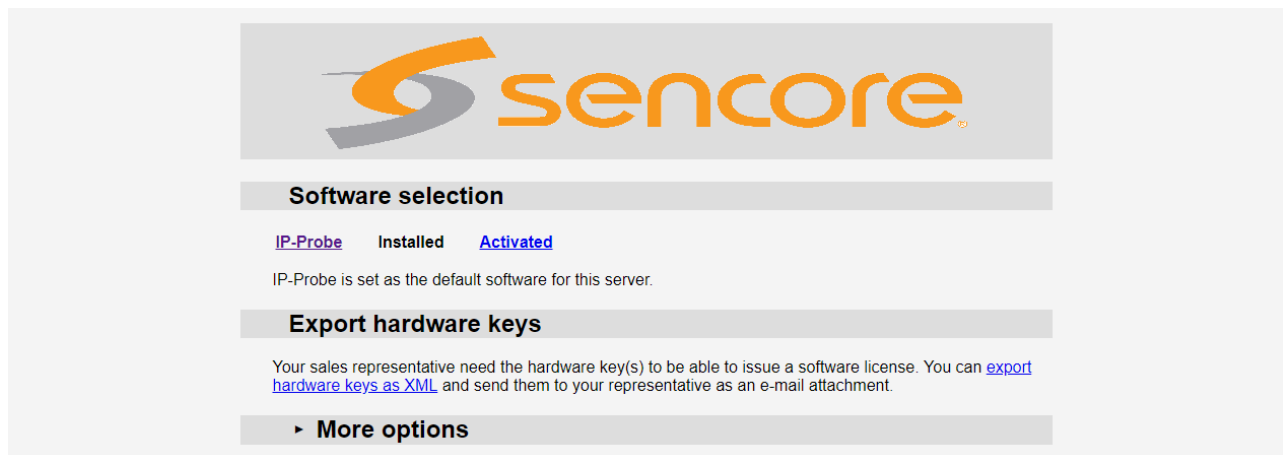 sencore®
Software selection
IP-Probe Installed Activated
IP-Probe is set as the default software for this server.
Export hardware keys
Your sales representative need the hardware key(s) to be able to issue a software license. You can export
hardware keys as XML and send them to your representative as an e-mail attachment.
► More options